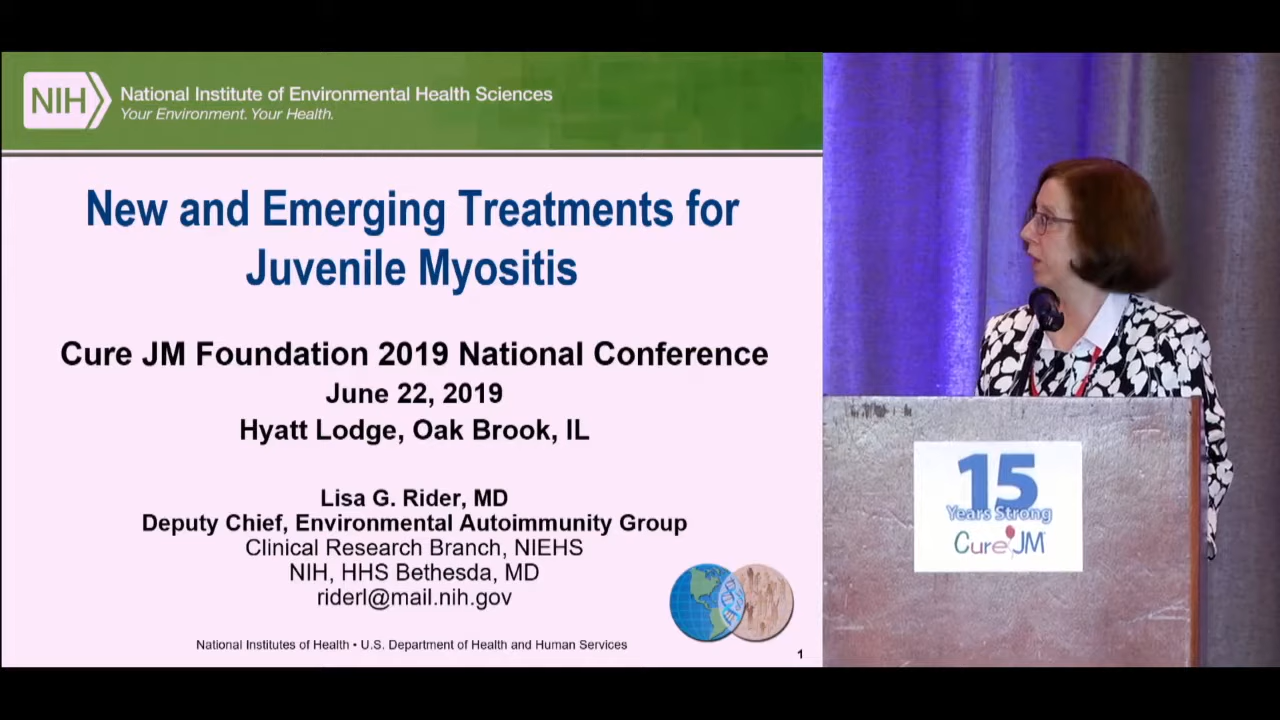 NIH
National Institute of Environmental Health Sciences
Your Environment. Your Health.
New and Emerging Treatments for
Juvenile Myositis
Cure JM Foundation 2019 National Conference
June 22, 2019
Hyatt Lodge, Oak Brook, IL
Lisa G. Rider, MD
Deputy Chief, Environmental Autoimmunity Group
Clinical Research Branch, NIEHS
NIH, HHS Bethesda, MD
riderl@mail.nih.gov
National Institutes of Health • U.S. Department of Health and Human Services
1
15
Years Strong
Cure JM